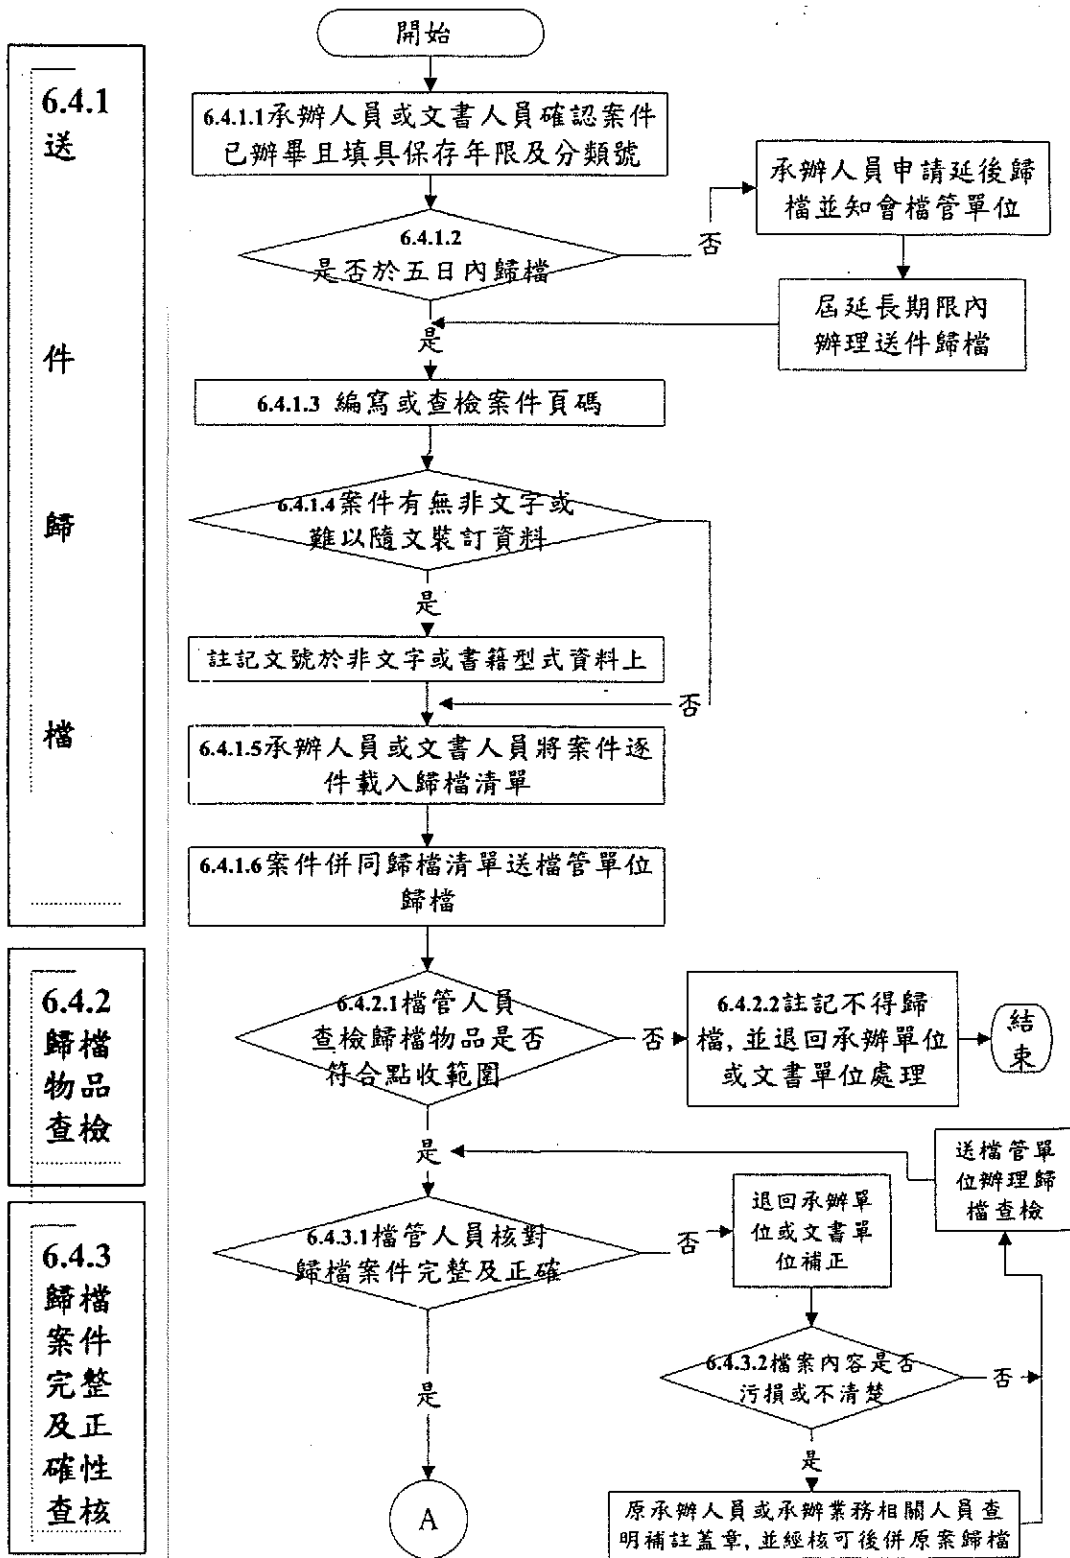 開始
6.4.1
送
件
歸
檔
6.4.1.1承辦人員或文書人員確認案件
已辦畢且填具保存年限及分類號
承辦人員申請延後歸
檔並知會檔管單位
6.4.1.2
是否於五日內歸檔
否
屆延長期限內
辦理送件歸檔
是
6.4.1.3 編寫或查檢案件頁碼
6.4.1.4案件有無非文字或
難以隨文裝訂資料
是
註記文號於非文字或書籍型式資料上
否
6.4.1.5承辦人員或文書人員將案件逐
件載入歸檔清單
6.4.1.6案件併同歸檔清單送檔管單位
歸檔
6.4.2
歸檔
物品
查檢
6.4.2.1檔管人員
查檢歸檔物品是否
符合點收範圍
否
6.4.2.2註記不得歸
檔,並退回承辦單位
或文書單位處理
結
束
是
送檔管單
位辦理歸
檔查檢
6.4.3
歸檔
案件
完整
及正
確性
查核
6.4.3.1檔管人員核對
歸檔案件完整及正確
否
退回承辦單
位或文書單
位補正
6.4.3.2檔案內容是否
污損或不清楚
否
是
是
A
原承辦人員或承辦業務相關人員查
明補註蓋章,並經核可後併原案歸檔